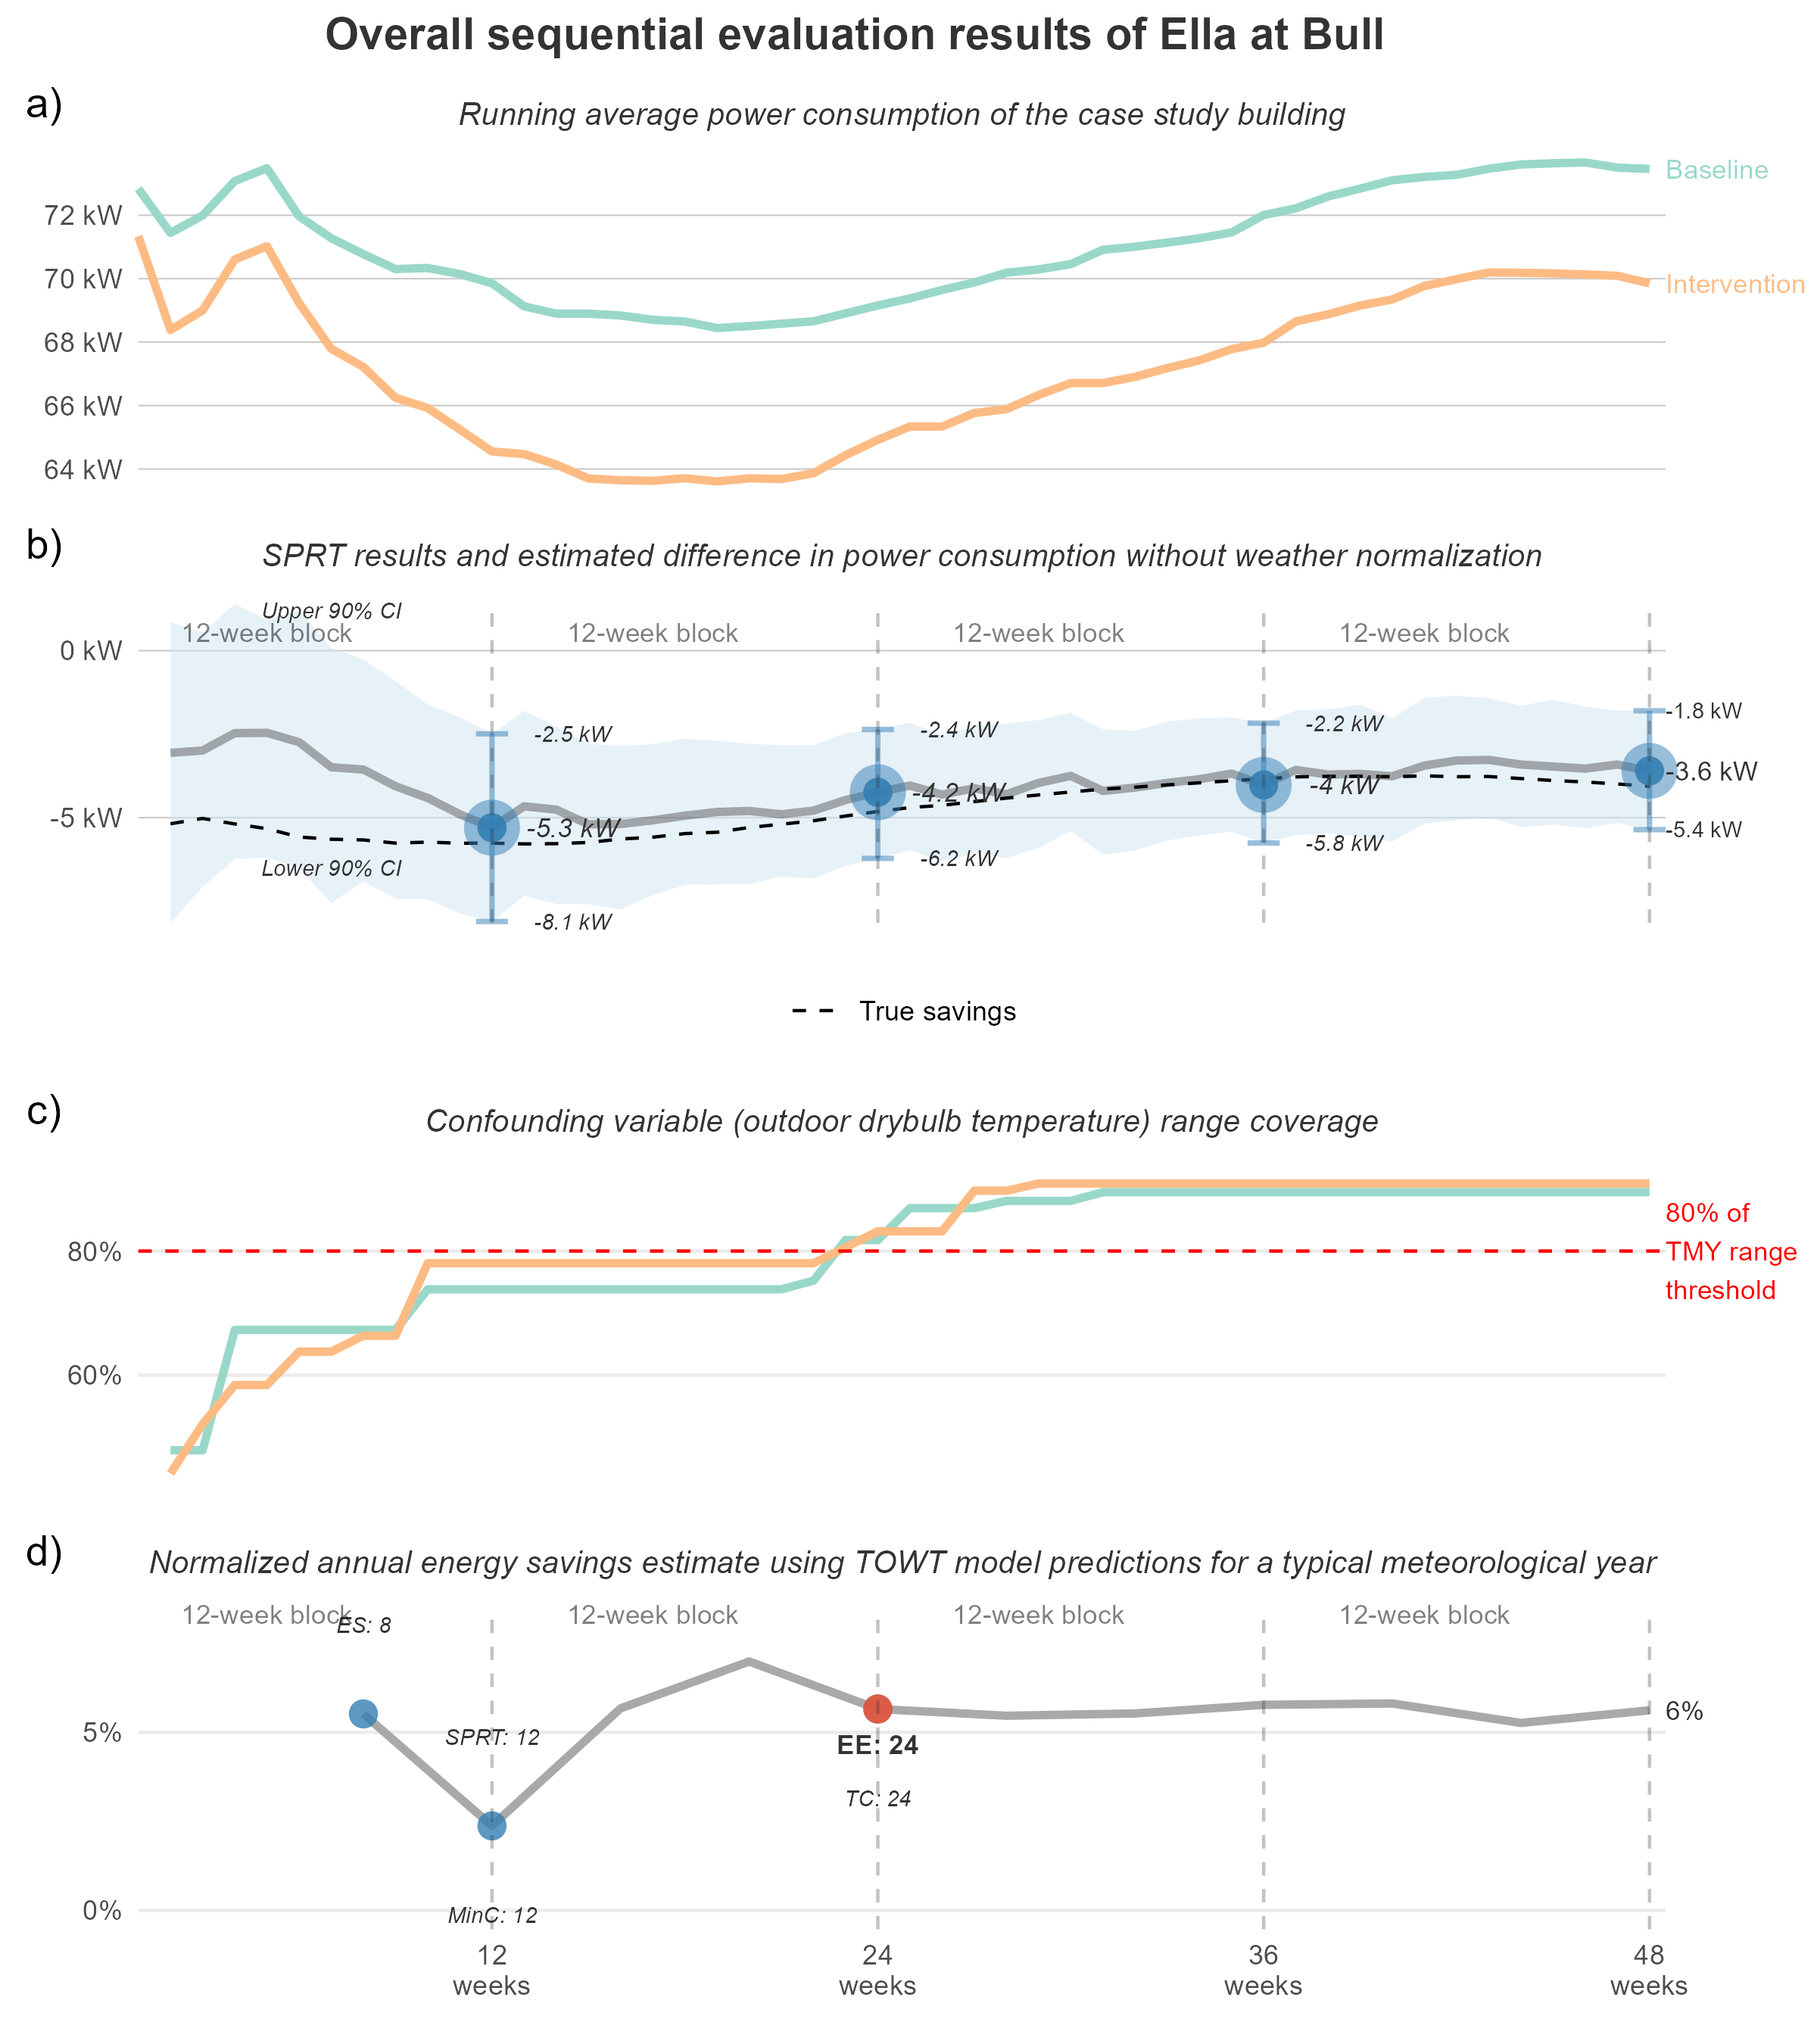 Overall sequential evaluation results of Ella at Bull
a)
Running average power consumption of the case study building
Baseline
72 kW
70 kW
Intervention
68 kW
66 kW
64 kW
b)
SPRT results and estimated difference in power consumption without weather normalization
Upper 90% CI
12-week block
12-week block
12-week block
12-week block
0 kW
-1.8 kW
-2.2 kW
-2.4 kW
-2.5 kW
-3.6 kW
-4 kW
-4.2 kW
-5 kW
-5.3 kW
-5.4 kW
-5.8 kW
-6.2 kW
Lower 90% CI
-8.1 kW
True savings
c)
Confounding variable (outdoor drybulb temperature) range coverage
80% of
TMY range
threshold
80%
60%
d)
Normalized annual energy savings estimate using TOWT model predictions for a typical meteorological year
12-week block
12-week block
12-week block
12-week block
ES: 8
6%
5%
SPRT: 12
EE: 24
TC: 24
0%
MinC: 12
12
weeks
24
weeks
36
weeks
48
weeks